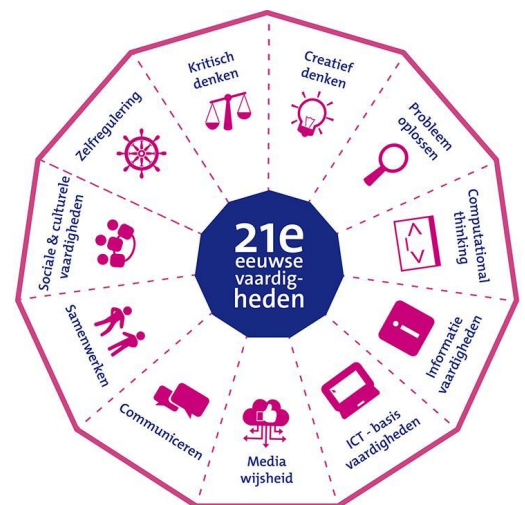 21e
eeuwse
vaardig-
heden
Kritisch
denken
Creatief
denken
Probleem
oplossen
Computational
thinking
Informatie
vaardigheden
ICT - basis
vaardigheden
Media
wijsheid
Communiceren
Samenwerken
Sociale & culturele
vaardigheden
Zelfregulering